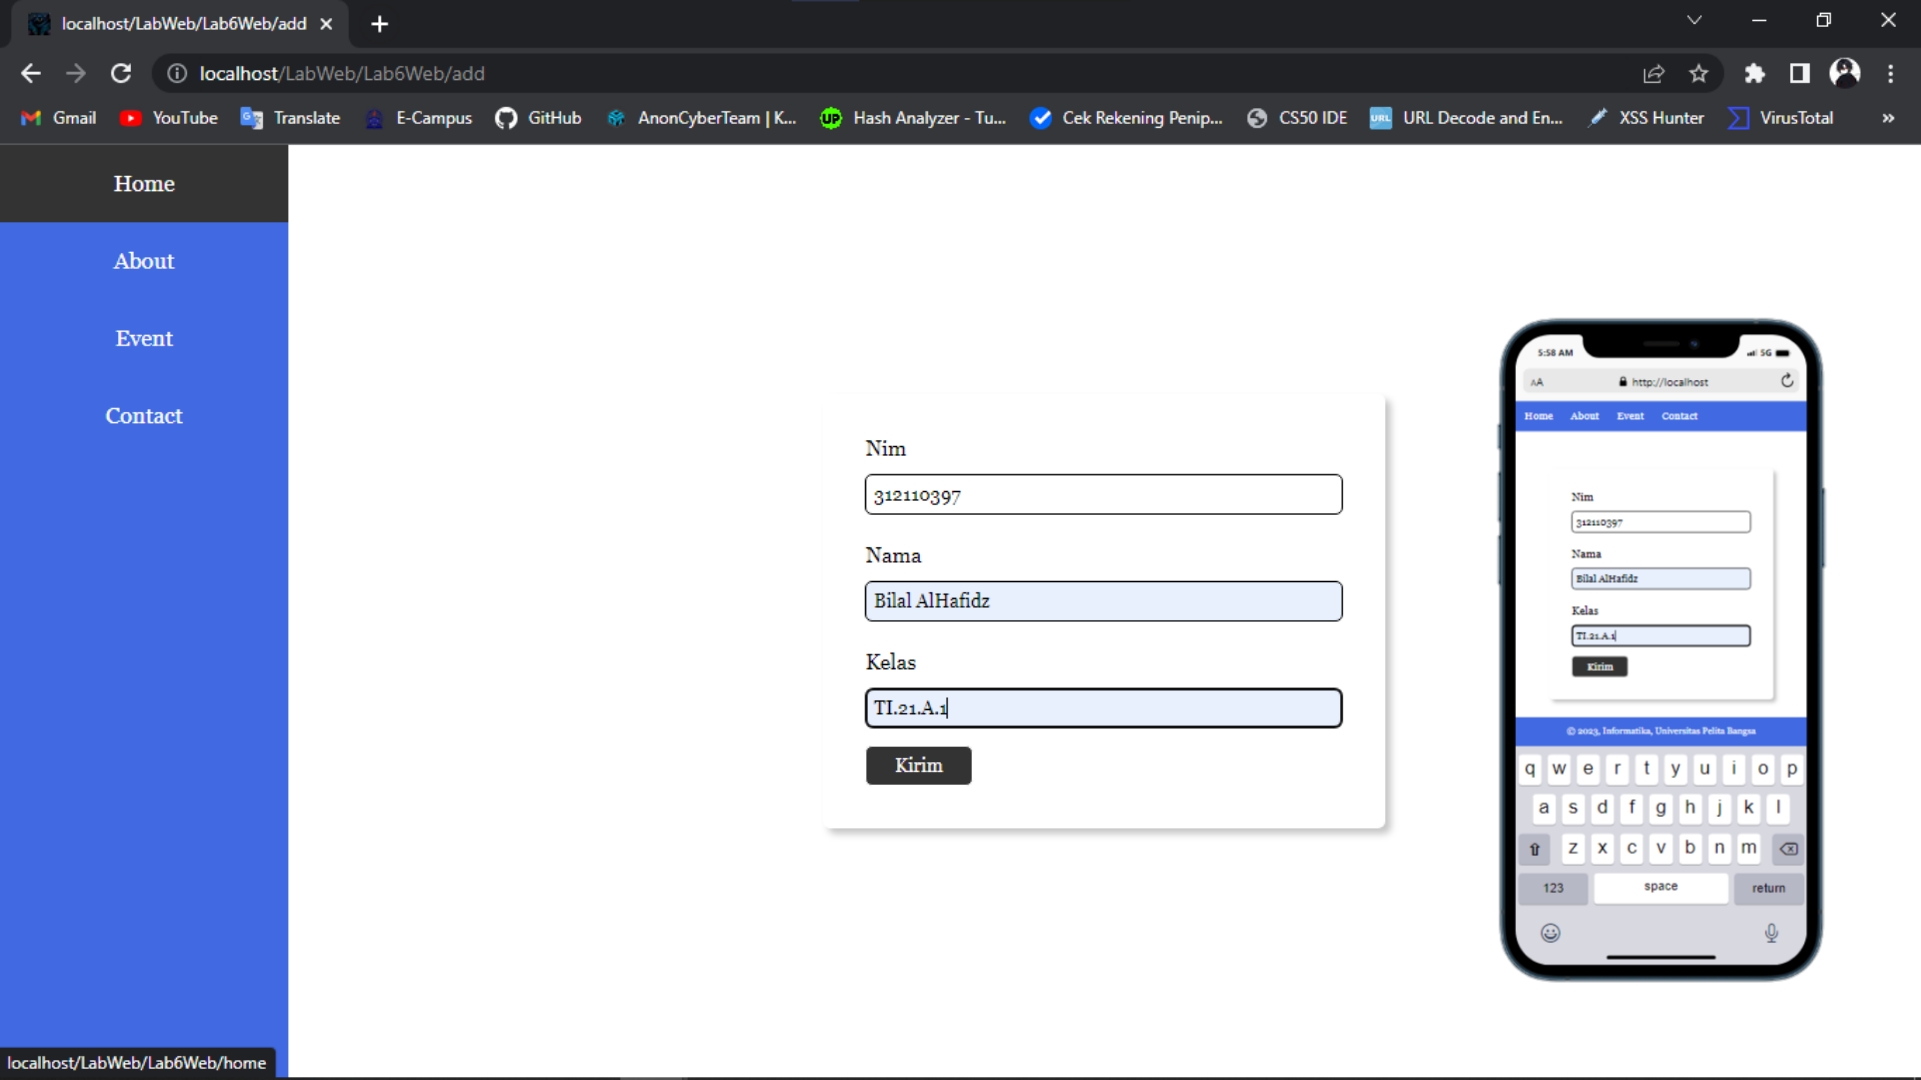 localhost/LabWeb/Lab6Web/add
localhost/LabWeb/Lab6Web/add
Gmail
YouTube
Translate
E-Campus
GitHub
AnonCyberTeam | K...
UP
Hash Analyzer - Tu...
Cek Rekening Penip...
CS50 IDE
URL
URL Decode and En...
XSS Hunter
VirusTotal
»
Home
About
Event
Contact
Nim
312110397
Nama
Bilal AlHafidz
Kelas
TI.21.A.1
Kirim
5:58 AM
5G
AA
http://localhost
Home About Event Contact
Nim
312110397
Nama
Bilal AlHafidz
Kelas
TI.21.A.1
Kirim
© 2023, Informatika, Universitas Pelita Bangsa
q w e r t y u i o p
a s d f g h j k l
z x c v b n m
123 space return
localhost/LabWeb/Lab6Web/home